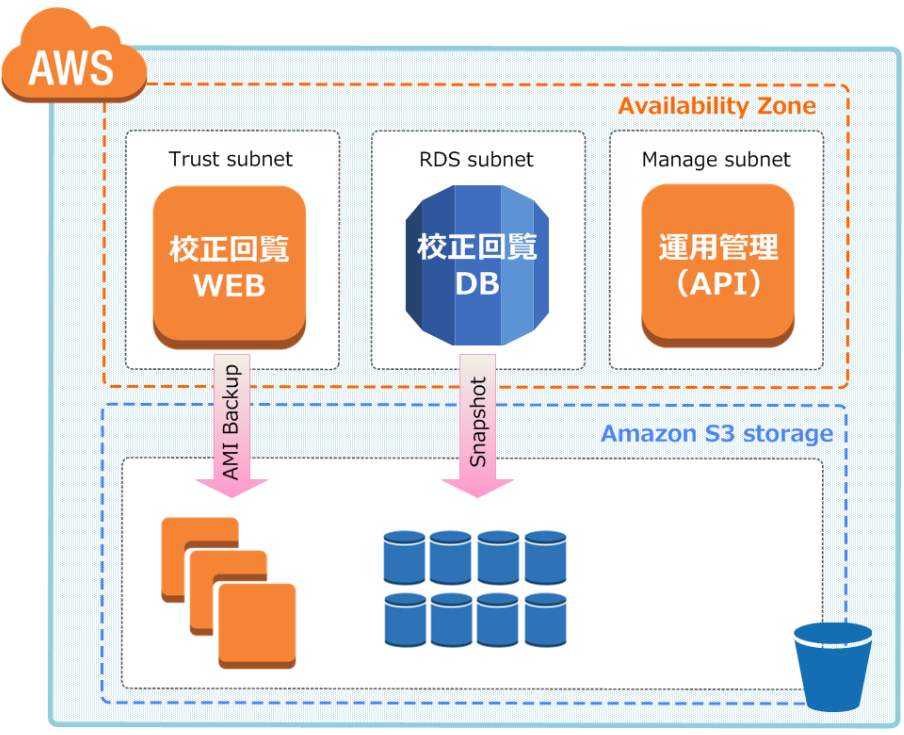 AWS
Availability Zone
Trust subnet
校正回覧
WEB
RDS subnet
校正回覧
DB
Manage subnet
運用管理
（API）
AMI Backup
Snapshot
Amazon S3 storage